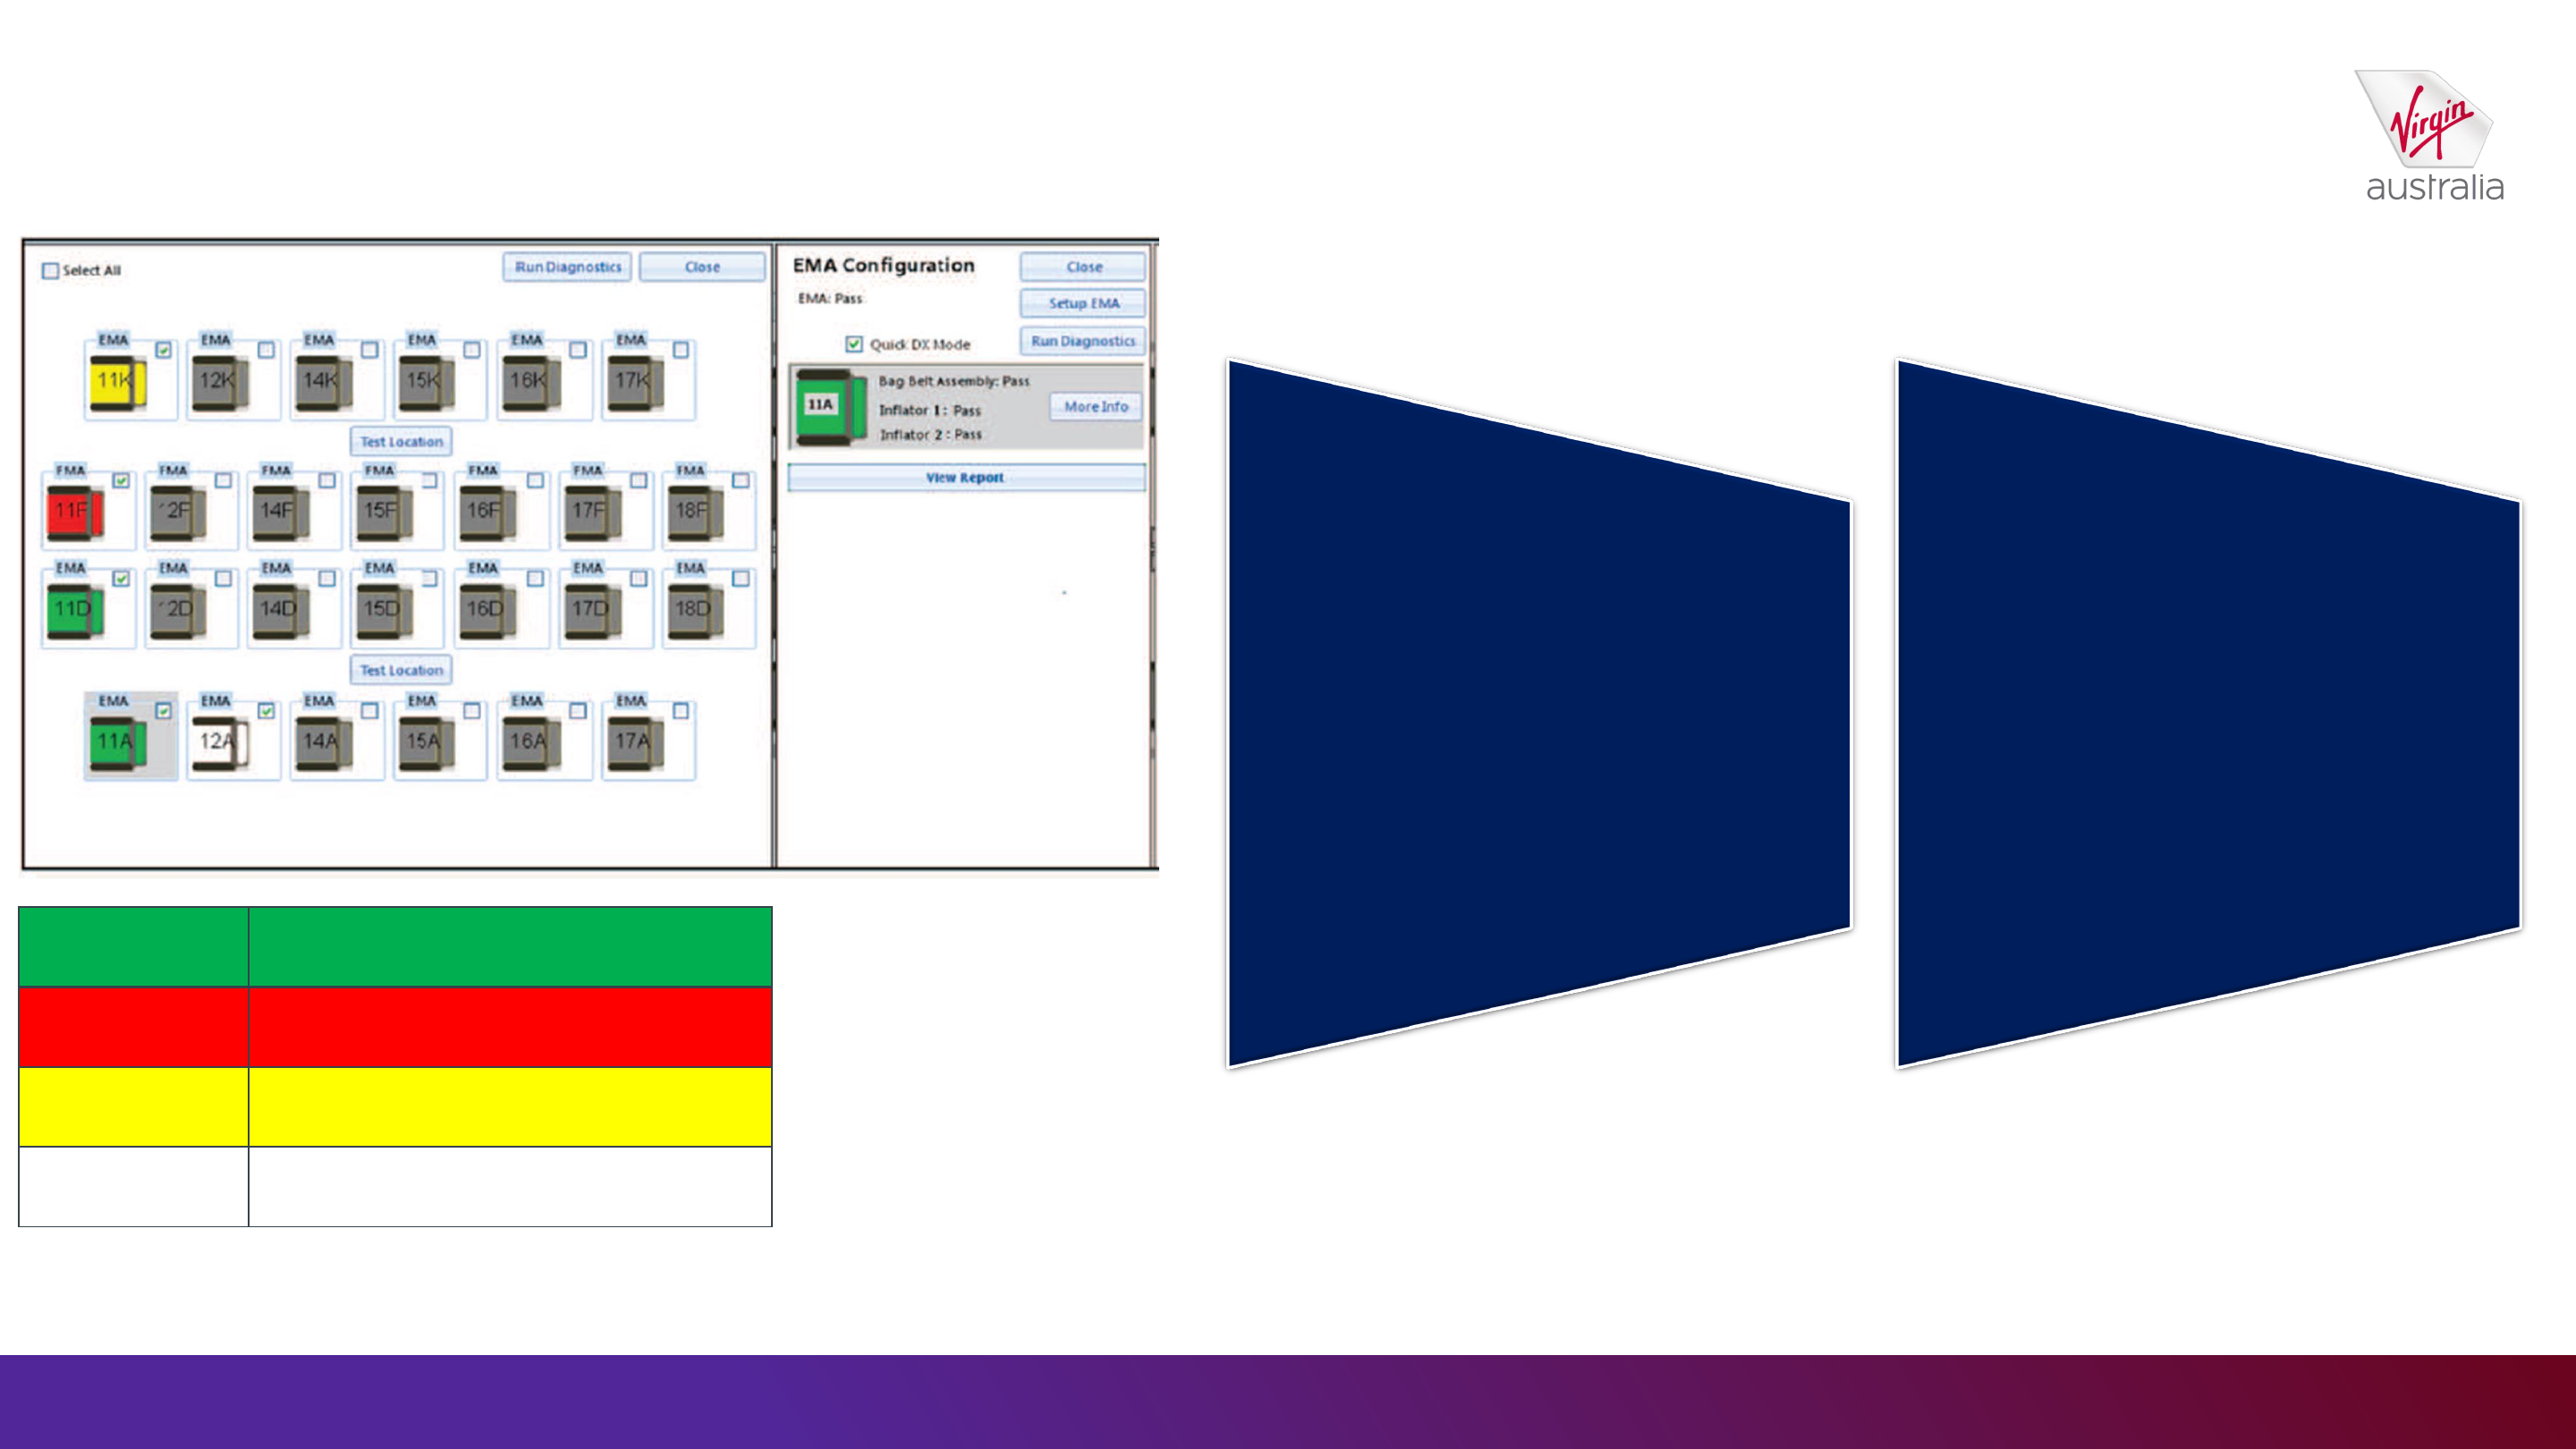 Virgin
australia
Select All
Run Diagnostics
Close
EMA EMA EMA EMA EMA EMA
11K 12K 14K 15K 16K 17K
Test Location
EMA EMA EMA EMA EMA EMA EMA
11F 12F 14F 15F 16F 17F 18F
EMA EMA EMA EMA EMA EMA EMA
11D 12D 14D 15D 16D 17D 18D
Test Location
EMA EMA EMA EMA EMA EMA
11A 12A 14A 15A 16A 17A
EMA Configuration
Close
EMA: Pass
Setup EMA
Quick DX Mode
Run Diagnostics
11A
Bag Belt Assembly: Pass
Inflator 1 : Pass
More Info
Inflator 2 : Pass
View Report